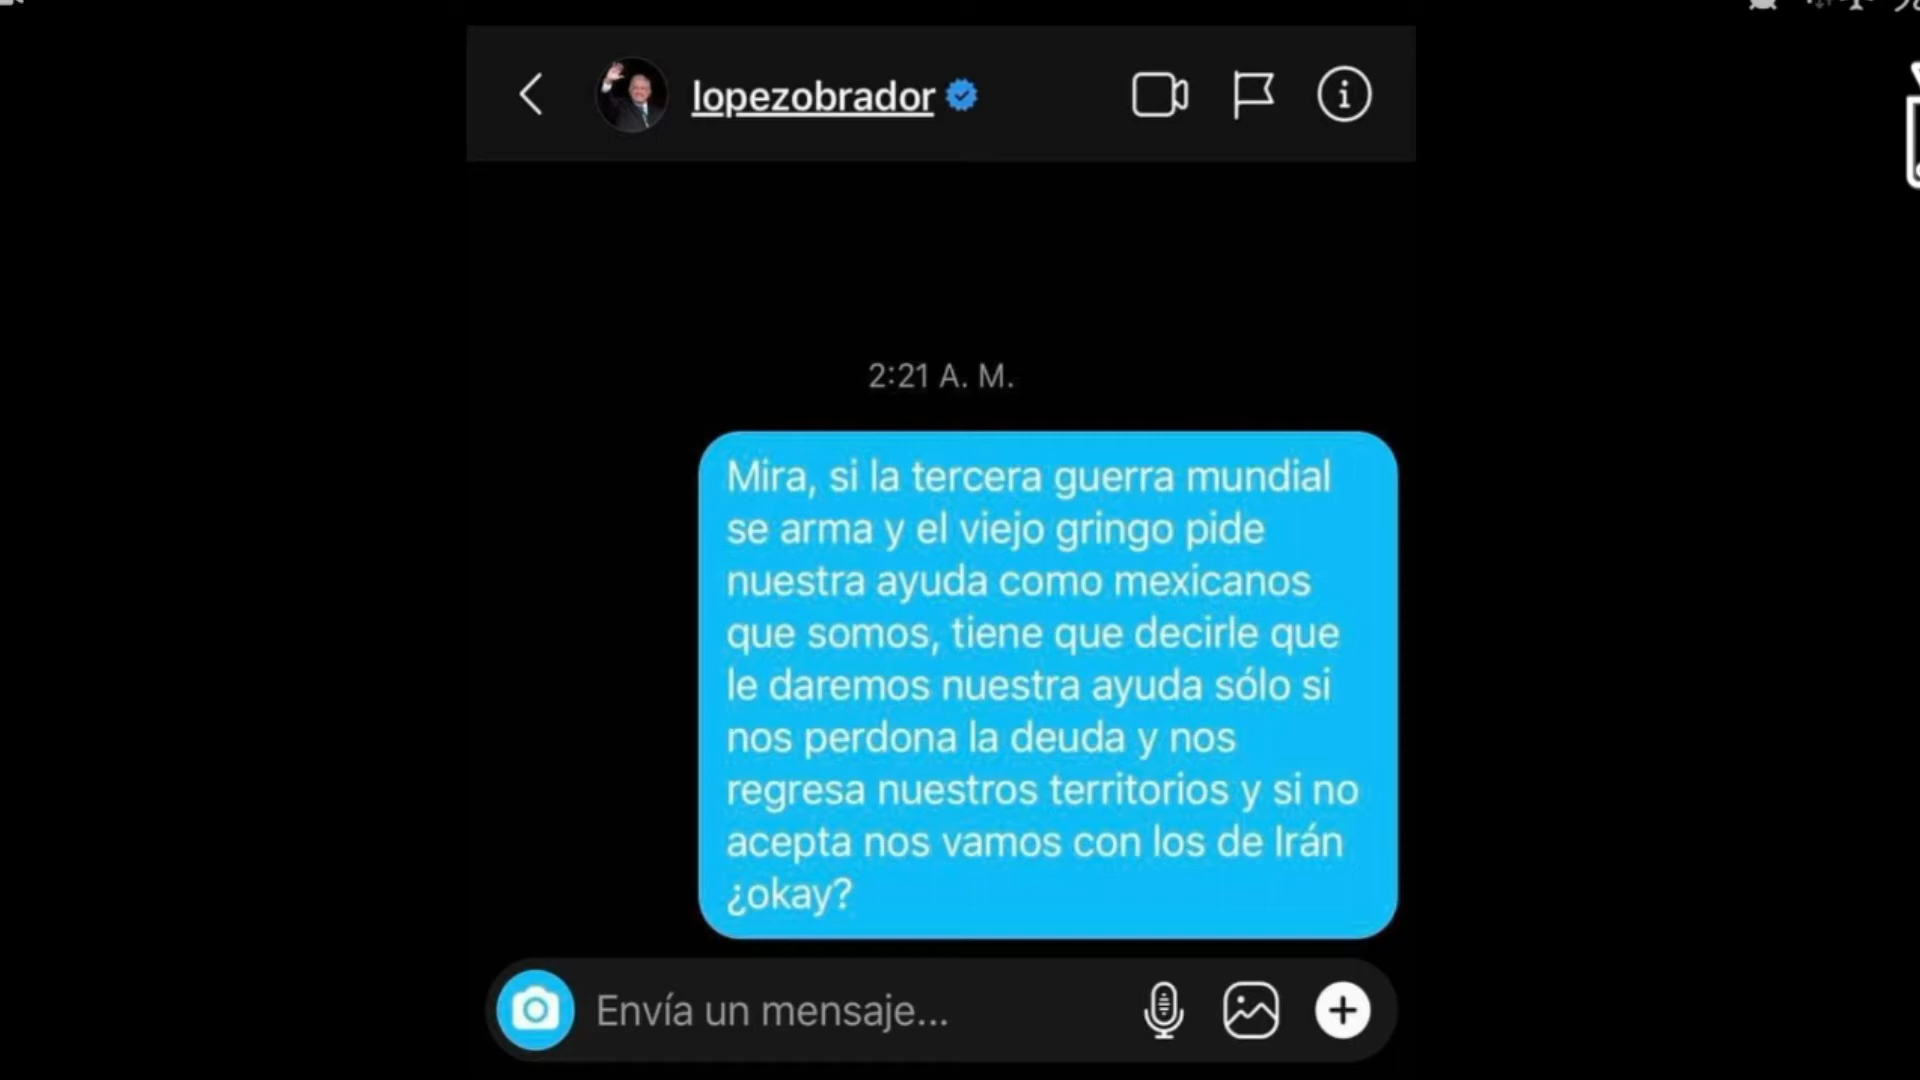 lopezobrador
2:21 A. M.
Mira, si la tercera guerra mundial
se arma y el viejo gringo pide
nuestra ayuda como mexicanos
que somos, tiene que decirle que
le daremos nuestra ayuda sólo si
nos perdona la deuda y nos
regresa nuestros territorios y si no
acepta nos vamos con los de Irán
¿okay?
Envía un mensaje...